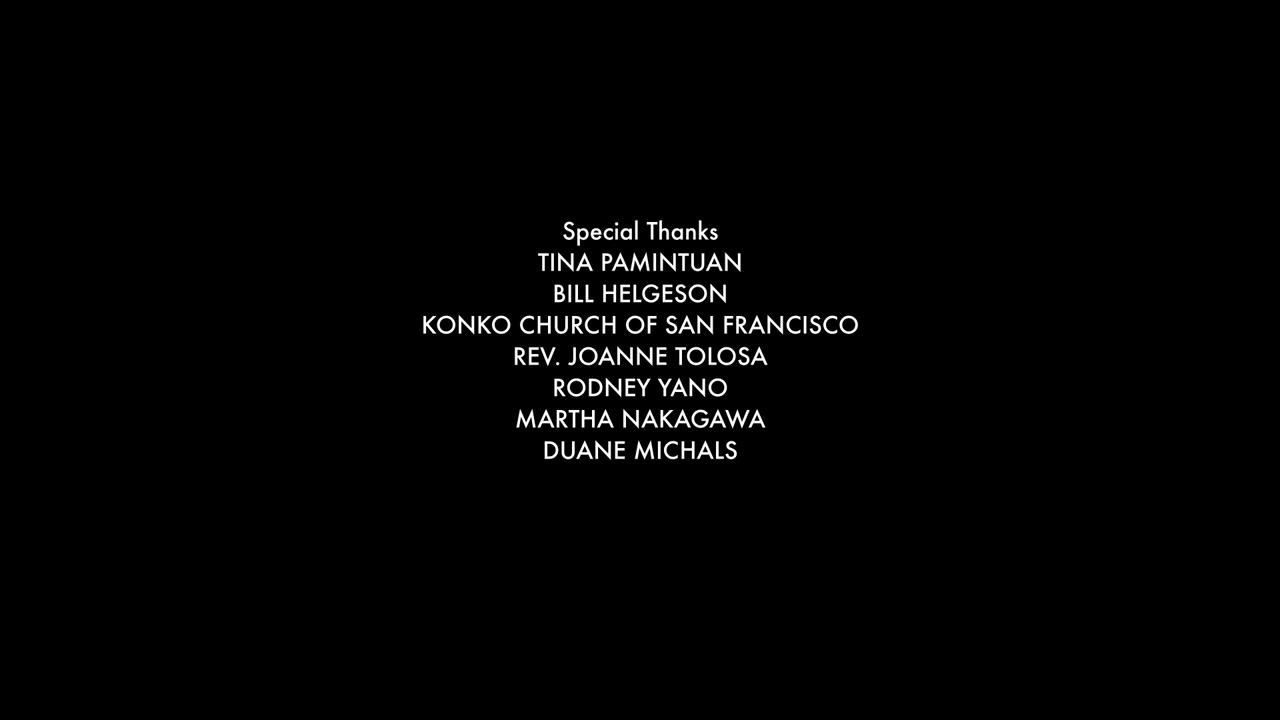 Special Thanks
TINA PAMINTUAN
BILL HELGESON
KONKO CHURCH OF SAN FRANCISCO
REV. JOANNE TOLOSA
RODNEY YANO
MARTHA NAKAGAWA
DUANE MICHALS